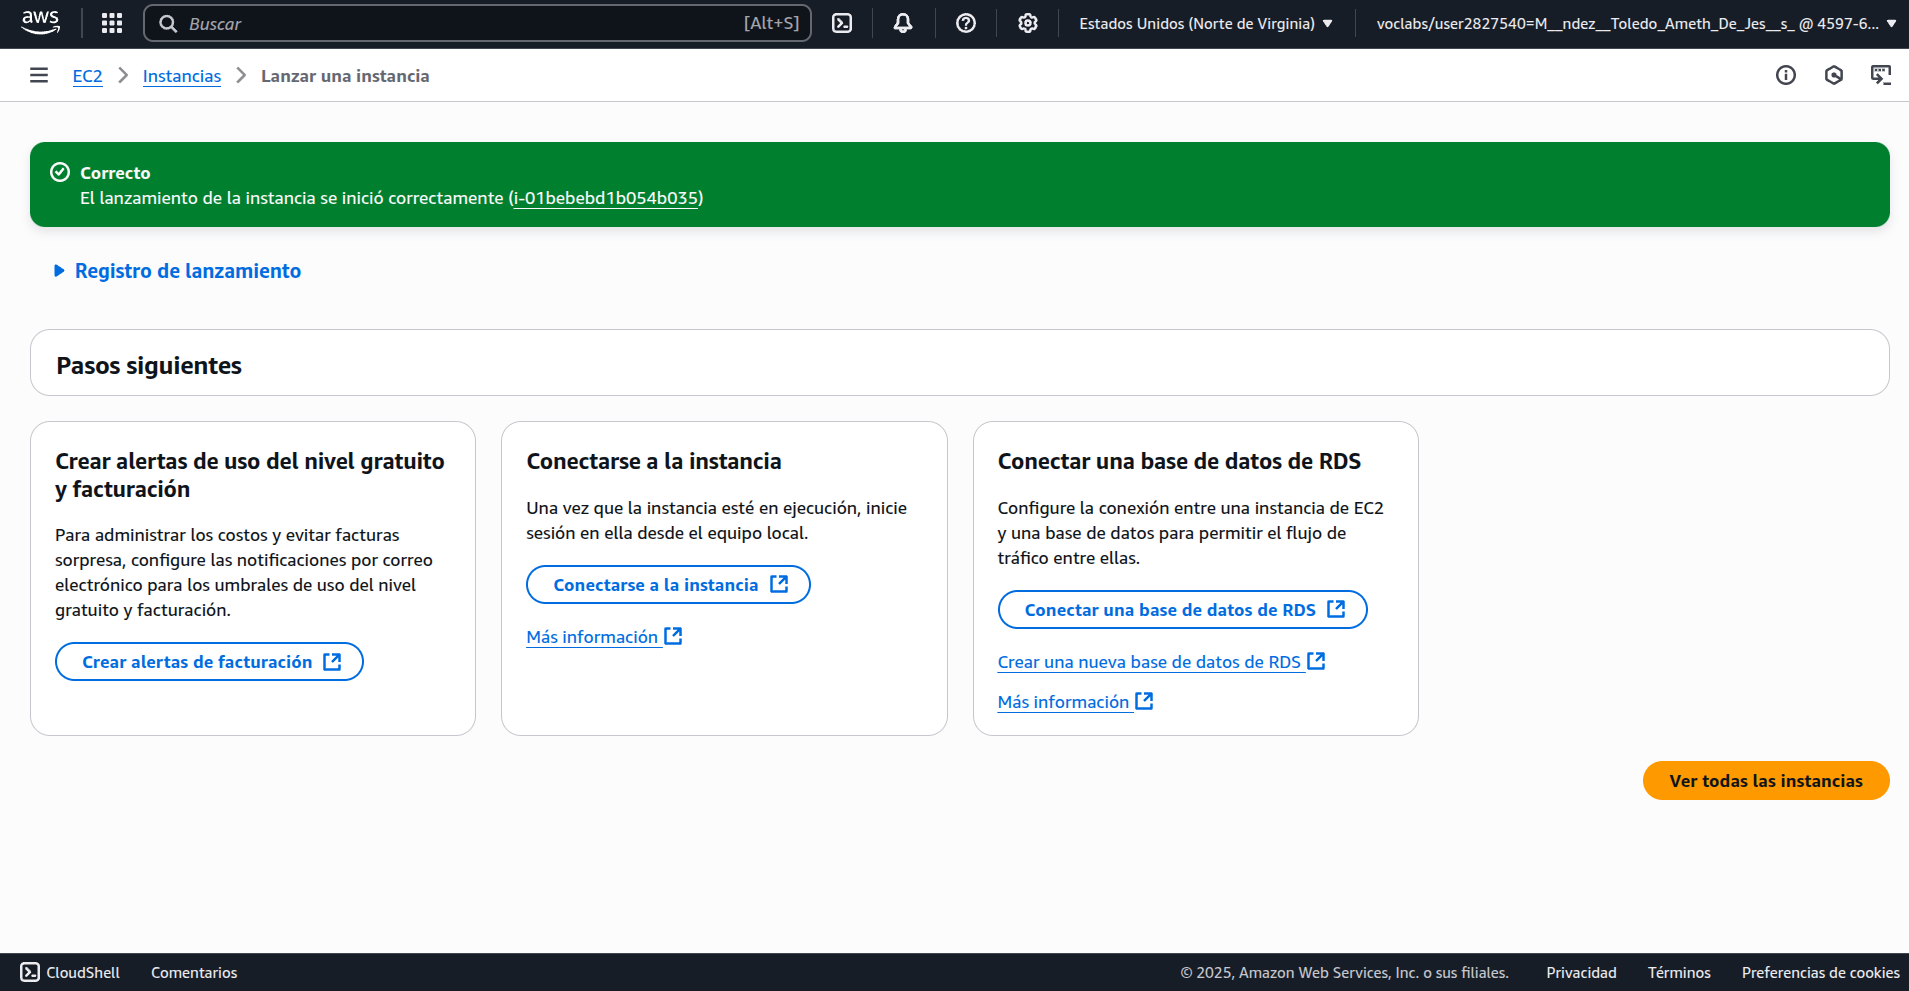 aws
Buscar [Alt+S] Estados Unidos (Norte de Virginia) voclabs/user2827540=M__ndez__Toledo_Ameth_De_Jes__s_ @ 4597-6...
EC2 Instancias Lanzar una instancia
Correcto
El lanzamiento de la instancia se inició correctamente (i-01bebebd1b054b035)
Registro de lanzamiento
Pasos siguientes
Crear alertas de uso del nivel gratuito
y facturación
Para administrar los costos y evitar facturas
sorpresa, configure las notificaciones por correo
electrónico para los umbrales de uso del nivel
gratuito y facturación.
Crear alertas de facturación
Conectarse a la instancia
Una vez que la instancia esté en ejecución, inicie
sesión en ella desde el equipo local.
Conectarse a la instancia
Más información
Conectar una base de datos de RDS
Configure la conexión entre una instancia de EC2
y una base de datos para permitir el flujo de
tráfico entre ellas.
Conectar una base de datos de RDS
Crear una nueva base de datos de RDS
Más información
Ver todas las instancias
CloudShell Comentarios © 2025, Amazon Web Services, Inc. o sus filiales. Privacidad Términos Preferencias de cookies